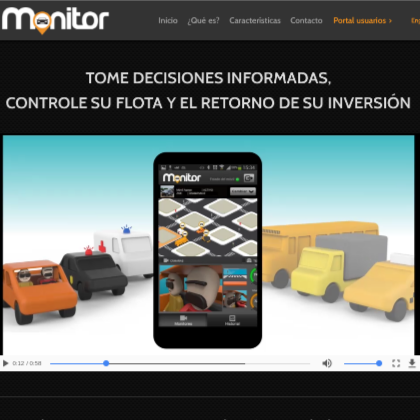 Monitor
Inicio ¿Qué es? Características Contacto Portal usuarios ›
TOME DECISIONES INFORMADAS,
CONTROLE SU FLOTA Y EL RETORNO DE SU INVERSIÓN
Monitor
0:12 / 0:58